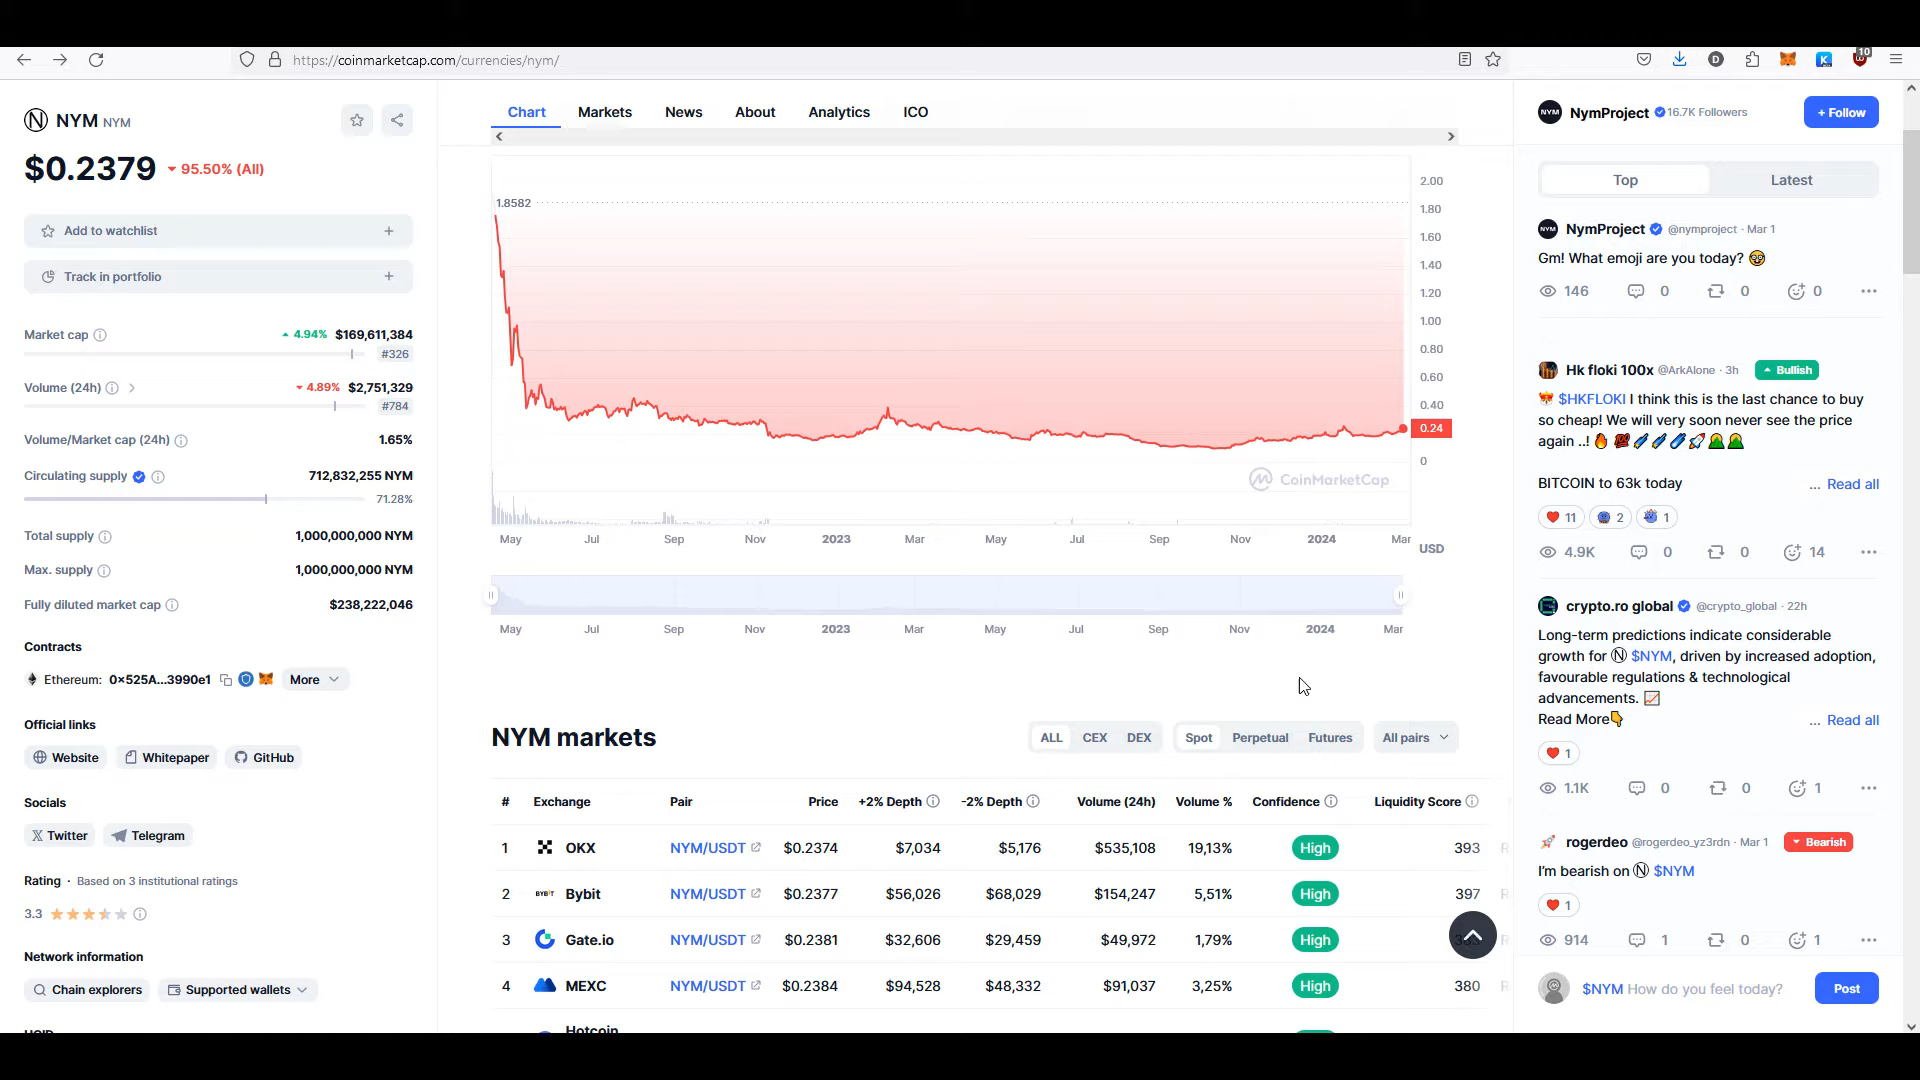 https://coinmarketcap.com/currencies/nym/
D
10
NYM NYM
$0.2379 95.50% (All)
Add to watchlist +
Track in portfolio +
Market cap 4.94% $169,611,384
#326
Volume (24h) 4.89% $2,751,329
#784
Volume/Market cap (24h) 1.65%
Circulating supply 712,832,255 NYM
71.28%
Total supply 1,000,000,000 NYM
Max. supply 1,000,000,000 NYM
Fully diluted market cap $238,222,046
Contracts
Ethereum: 0x525A...3990e1 More
Official links
Website Whitepaper GitHub
Socials
Twitter Telegram
Rating · Based on 3 institutional ratings
3.3
Network information
Chain explorers Supported wallets
Chart Markets News About Analytics ICO
1.8582
2.00
1.80
1.60
1.40
1.20
1.00
0.80
0.60
0.40
0.24
0
CoinMarketCap
May Jul Sep Nov 2023 Mar May Jul Sep Nov 2024 Mar
USD
May Jul Sep Nov 2023 Mar May Jul Sep Nov 2024 Mar
NYM markets
ALL CEX DEX Spot Perpetual Futures All pairs
# Exchange Pair Price +2% Depth -2% Depth Volume (24h) Volume % Confidence Liquidity Score
1 OKX NYM/USDT $0.2374 $7,034 $5,176 $535,108 19,13% High 393
2 Bybit NYM/USDT $0.2377 $56,026 $68,029 $154,247 5,51% High 397
3 Gate.io NYM/USDT $0.2381 $32,606 $29,459 $49,972 1,79% High
4 MEXC NYM/USDT $0.2384 $94,528 $48,332 $91,037 3,25% High 380
Hotcoin
NYM NymProject 16.7K Followers + Follow
Top Latest
NYM NymProject @nymproject · Mar 1
Gm! What emoji are you today? 🤓
146 0 0 0 ...
Hk floki 100x @ArkAlone · 3h Bullish
$HKFLOKI I think this is the last chance to buy
so cheap! We will very soon never see the price
again ..!
BITCOIN to 63k today ... Read all
11 2 1
4.9K 0 0 14 ...
crypto.ro global @crypto_global · 22h
Long-term predictions indicate considerable
growth for $NYM, driven by increased adoption,
favourable regulations & technological
advancements. 📈
Read More👇 ... Read all
1
1.1K 0 0 1 ...
rogerdeo @rogerdeo_yz3rdn · Mar 1 Bearish
I'm bearish on $NYM
1
914 1 0 1 ...
$NYM How do you feel today? Post